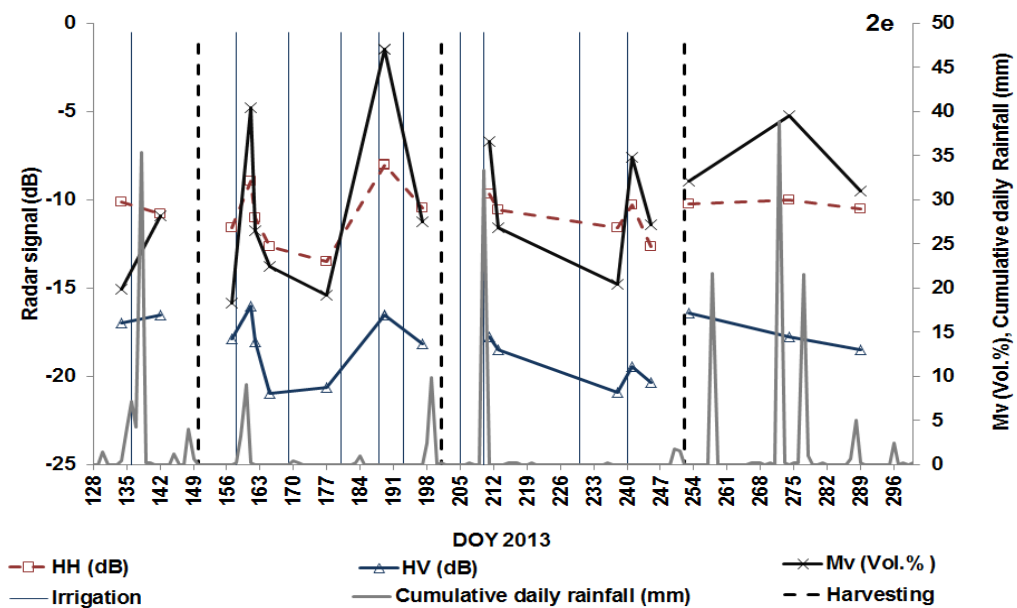 2e
0 -5 -10 -15 -20 -25
Radar signal (dB)
50 45 40 35 30 25 20 15 10 5 0
Mv (Vol.%), Cumulative daily Rainfall (mm)
128 135 142 149 156 163 170 177 184 191 198 205 212 219 226 233 240 247 254 261 268 275 282 289 296
DOY 2013
HH (dB) HV (dB) Mv (Vol.% )
Irrigation Cumulative daily rainfall (mm) Harvesting